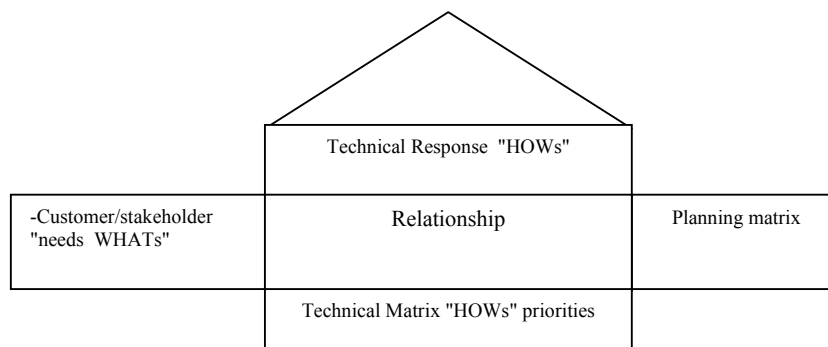 Technical Response "HOWs"
-Customer/stakeholder
"needs WHATs"
Relationship
Planning matrix
Technical Matrix "HOWs" priorities